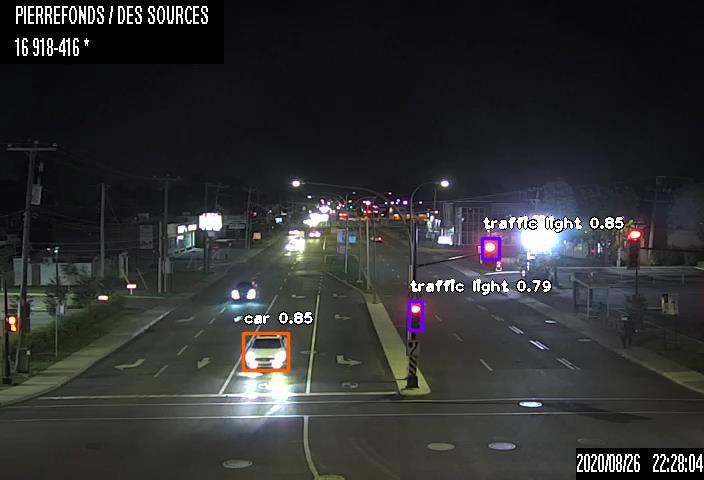 PIERREFONDS / DES SOURCES
16 918-416 *
traffic light 0.85
traffic light 0.79
car 0.85
2020/08/26 22:28:04